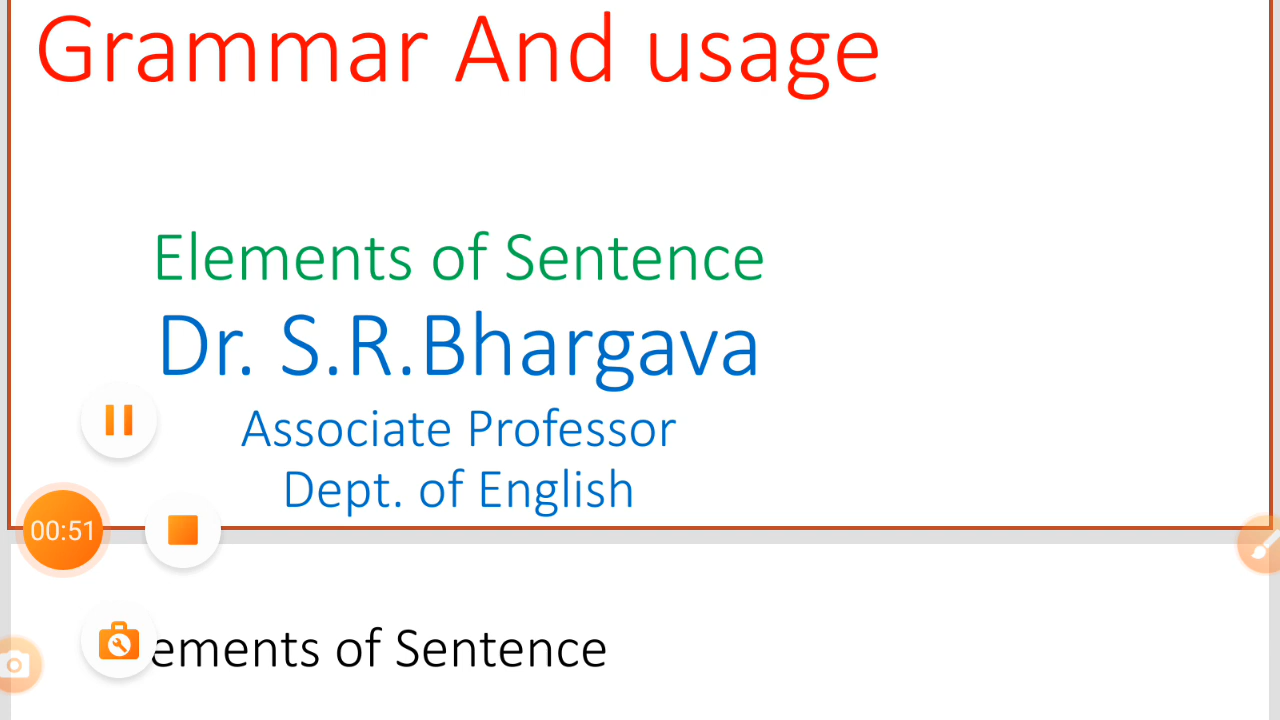 Grammar And usage
Elements of Sentence
Dr. S.R.Bhargava
Associate Professor
Dept. of English
00:51
ements of Sentence